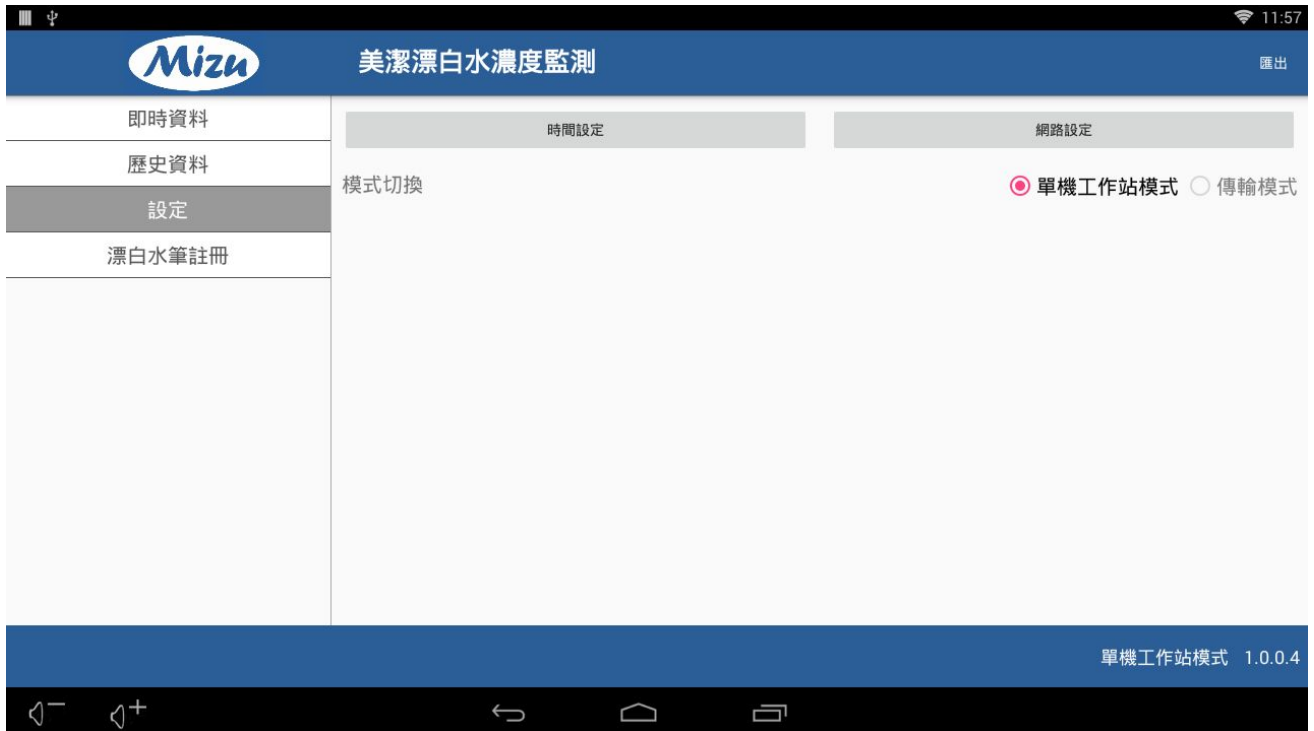 11:57
Mizu
美潔漂白水濃度監測
匯出
即時資料
歷史資料
設定
漂白水筆註冊
時間設定
網路設定
模式切換
單機工作站模式 傳輸模式
單機工作站模式 1.0.0.4